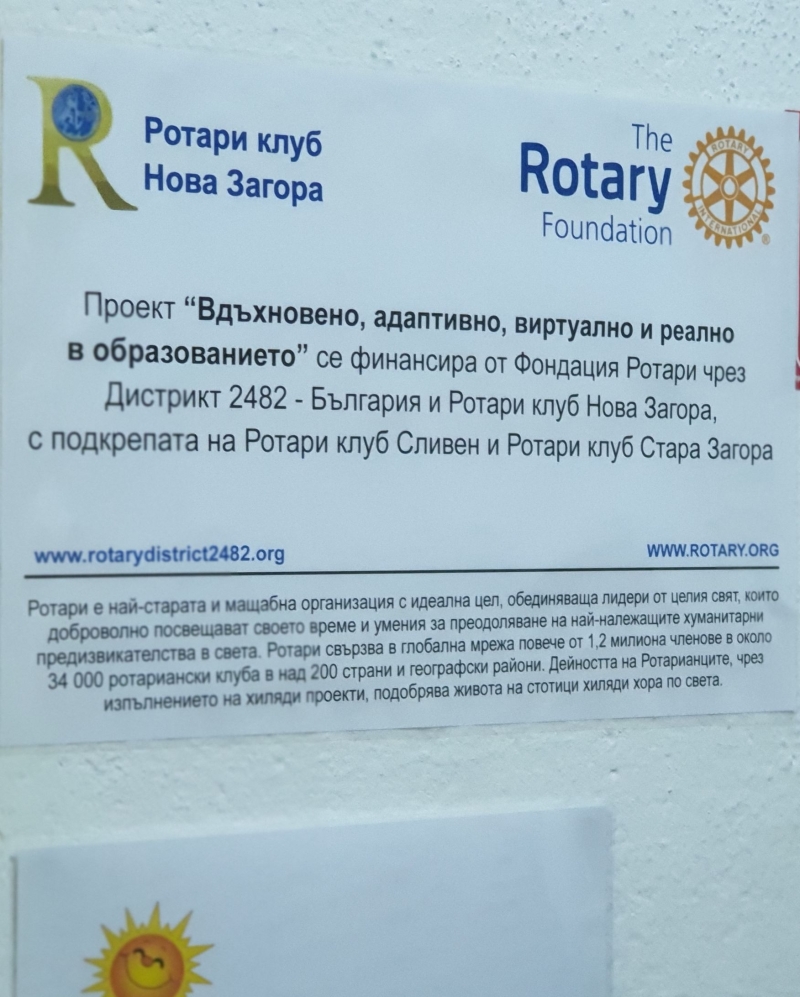 Ротари клуб
Нова Загора
The
Rotary
Foundation
ROTARY
INTERNATIONAL
®
Проект “Вдъхновено, адаптивно, виртуално и реално
в образованието” се финансира от Фондация Ротари чрез
Дистрикт 2482 - България и Ротари клуб Нова Загора,
с подкрепата на Ротари клуб Сливен и Ротари клуб Стара Загора
www.rotarydistrict2482.org
WWW.ROTARY.ORG
Ротари е най-старата и мащабна организация с идеална цел, обединяваща лидери от целия свят, които
доброволно посвещават своето време и умения за преодоляване на най-належащите хуманитарни
предизвикателства в света. Ротари свързва в глобална мрежа повече от 1,2 милиона членове в около
34 000 ротариански клуба в над 200 страни и географски райони. Дейността на Ротарианците, чрез
изпълнението на хиляди проекти, подобрява живота на стотици хиляди хора по света.